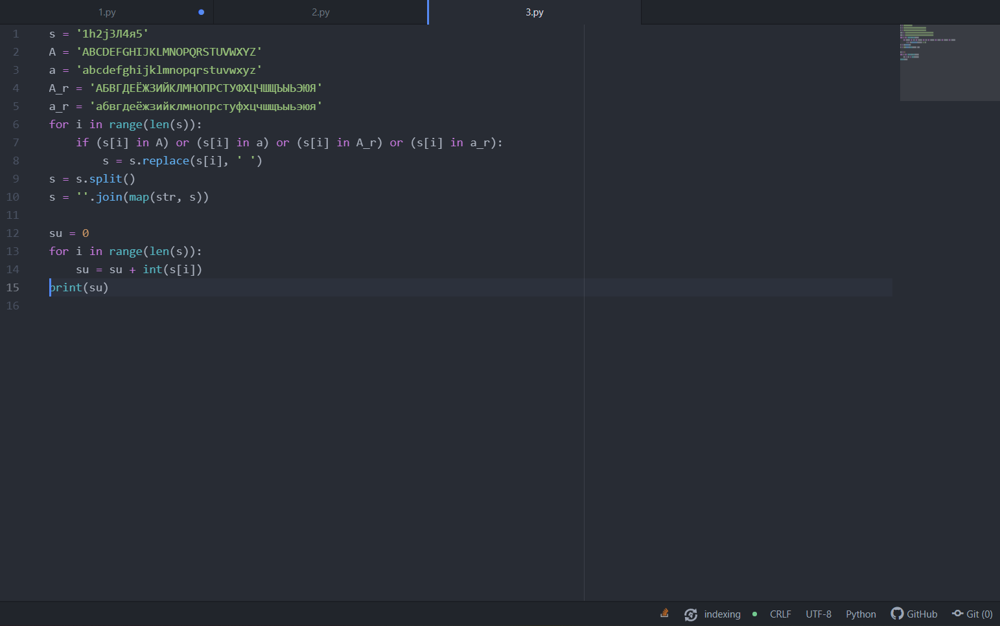 1.py 2.py 3.py
1 s = '1h2j3Л4я5'
2 A = 'ABCDEFGHIJKLMNOPQRSTUVWXYZ'
3 a = 'abcdefghijklmnopqrstuvwxyz'
4 A_r = 'АБВГДЕЁЖЗИЙКЛМНОПРСТУФХЦЧШЩЪЫЬЭЮЯ'
5 a_r = 'абвгдеёжзийклмнопрстуфхцчшщъыьэюя'
6 for i in range(len(s)):
7 if (s[i] in A) or (s[i] in a) or (s[i] in A_r) or (s[i] in a_r):
8 s = s.replace(s[i], ' ')
9 s = s.split()
10 s = ''.join(map(str, s))
11
12 su = 0
13 for i in range(len(s)):
14 su = su + int(s[i])
15 print(su)
16
indexing CRLF UTF-8 Python GitHub Git (0)